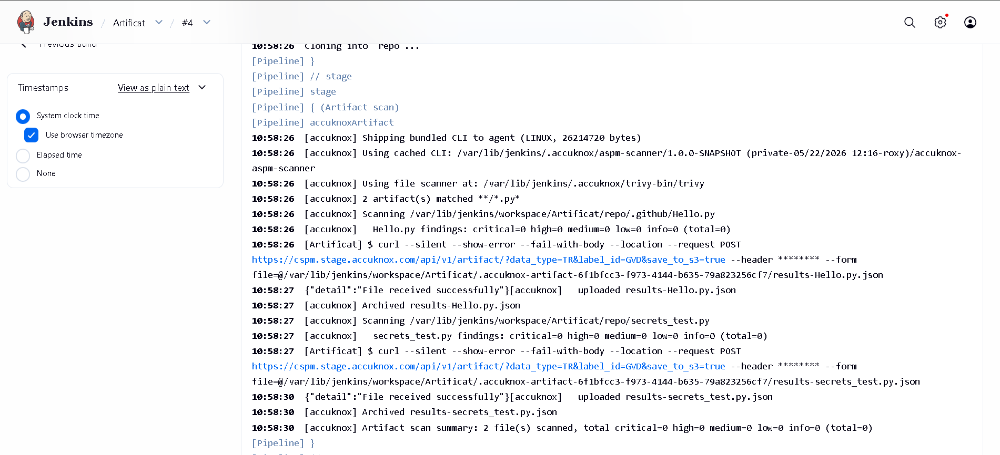 Jenkins / Artificat / #4
Previous Build
Timestamps View as plain text
System clock time
Use browser timezone
Elapsed time
None
10:58:26 Cloning into 'repo'...
[Pipeline] }
[Pipeline] // stage
[Pipeline] stage
[Pipeline] { (Artifact scan)
[Pipeline] accuknoxArtifact
10:58:26 [accuknox] Shipping bundled CLI to agent (LINUX, 26214720 bytes)
10:58:26 [accuknox] Using cached CLI: /var/lib/jenkins/.accuknox/aspm-scanner/1.0.0-SNAPSHOT (private-05/22/2026 12:16-roxy)/accuknox-
aspm-scanner
10:58:26 [accuknox] Using file scanner at: /var/lib/jenkins/.accuknox/trivy-bin/trivy
10:58:26 [accuknox] 2 artifact(s) matched **/*.py*
10:58:26 [accuknox] Scanning /var/lib/jenkins/workspace/Artificat/repo/.github/Hello.py
10:58:26 [accuknox]   Hello.py findings: critical=0 high=0 medium=0 low=0 info=0 (total=0)
10:58:26 [Artificat] $ curl --silent --show-error --fail-with-body --location --request POST
https://cspm.stage.accuknox.com/api/v1/artifact/?data_type=TR&label_id=GVD&save_to_s3=true --header ******** --form
file=@/var/lib/jenkins/workspace/Artificat/.accuknox-artifact-6f1bfcc3-f973-4144-b635-79a823256cf7/results-Hello.py.json
10:58:27 {"detail":"File received successfully"}[accuknox]   uploaded results-Hello.py.json
10:58:27 [accuknox] Archived results-Hello.py.json
10:58:27 [accuknox] Scanning /var/lib/jenkins/workspace/Artificat/repo/secrets_test.py
10:58:27 [accuknox]   secrets_test.py findings: critical=0 high=0 medium=0 low=0 info=0 (total=0)
10:58:27 [Artificat] $ curl --silent --show-error --fail-with-body --location --request POST
https://cspm.stage.accuknox.com/api/v1/artifact/?data_type=TR&label_id=GVD&save_to_s3=true --header ******** --form
file=@/var/lib/jenkins/workspace/Artificat/.accuknox-artifact-6f1bfcc3-f973-4144-b635-79a823256cf7/results-secrets_test.py.json
10:58:30 {"detail":"File received successfully"}[accuknox]   uploaded results-secrets_test.py.json
10:58:30 [accuknox] Archived results-secrets_test.py.json
10:58:30 [accuknox] Artifact scan summary: 2 file(s) scanned, total critical=0 high=0 medium=0 low=0 info=0 (total=0)
[Pipeline] }